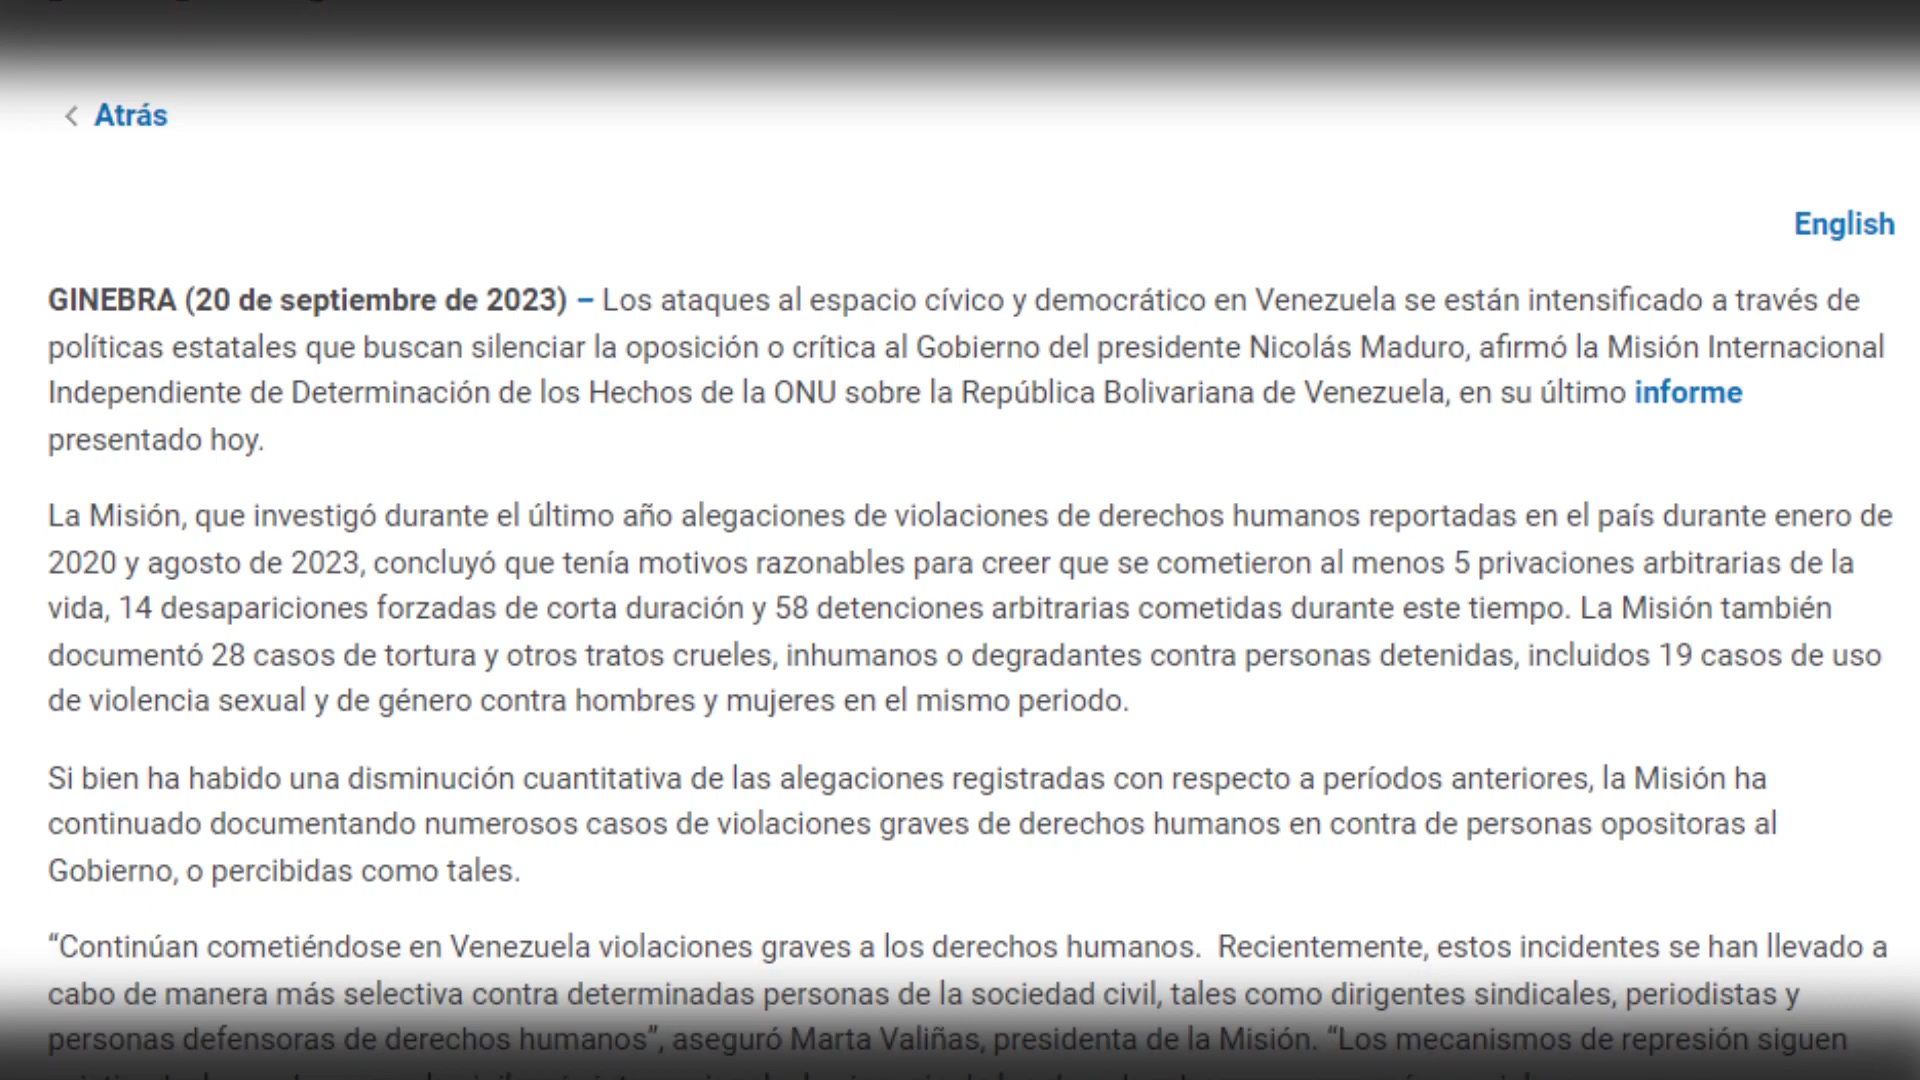 Atrás
English
GINEBRA (20 de septiembre de 2023) – Los ataques al espacio cívico y democrático en Venezuela se están intensificado a través de
políticas estatales que buscan silenciar la oposición o crítica al Gobierno del presidente Nicolás Maduro, afirmó la Misión Internacional
Independiente de Determinación de los Hechos de la ONU sobre la República Bolivariana de Venezuela, en su último informe
presentado hoy.
La Misión, que investigó durante el último año alegaciones de violaciones de derechos humanos reportadas en el país durante enero de
2020 y agosto de 2023, concluyó que tenía motivos razonables para creer que se cometieron al menos 5 privaciones arbitrarias de la
vida, 14 desapariciones forzadas de corta duración y 58 detenciones arbitrarias cometidas durante este tiempo. La Misión también
documentó 28 casos de tortura y otros tratos crueles, inhumanos o degradantes contra personas detenidas, incluidos 19 casos de uso
de violencia sexual y de género contra hombres y mujeres en el mismo periodo.
Si bien ha habido una disminución cuantitativa de las alegaciones registradas con respecto a períodos anteriores, la Misión ha
continuado documentando numerosos casos de violaciones graves de derechos humanos en contra de personas opositoras al
Gobierno, o percibidas como tales.
“Continúan cometiéndose en Venezuela violaciones graves a los derechos humanos.  Recientemente, estos incidentes se han llevado a
cabo de manera más selectiva contra determinadas personas de la sociedad civil, tales como dirigentes sindicales, periodistas y
personas defensoras de derechos humanos”, aseguró Marta Valiñas, presidenta de la Misión. “Los mecanismos de represión siguen